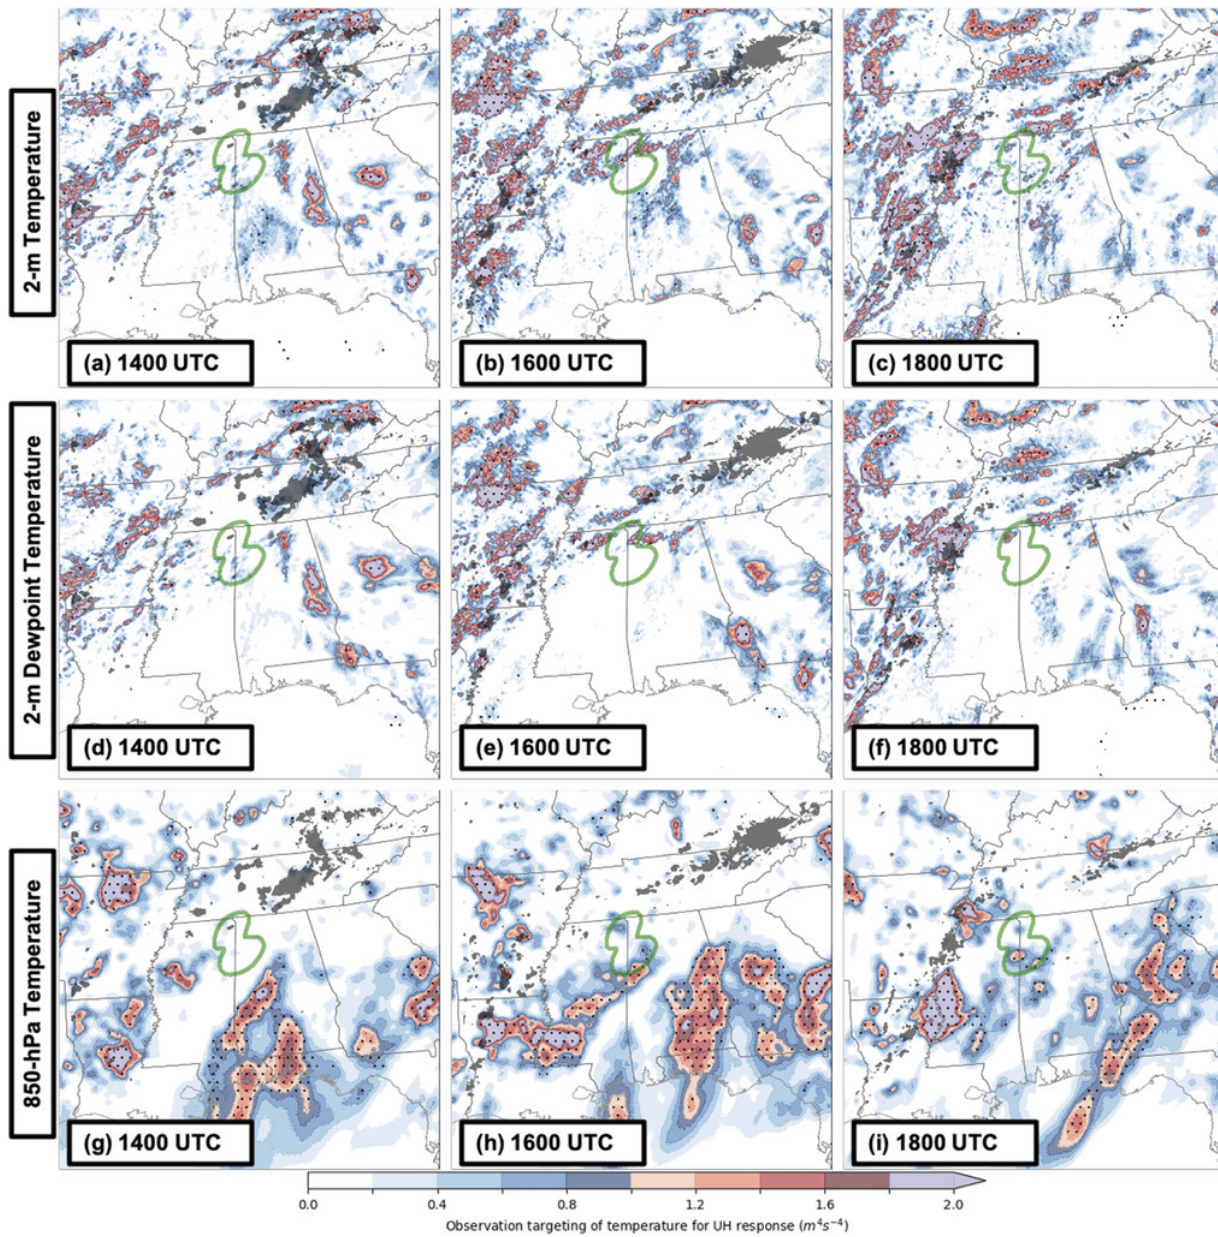 2-m Temperature
(a) 1400 UTC
(b) 1600 UTC
(c) 1800 UTC
2-m Dewpoint Temperature
(d) 1400 UTC
(e) 1600 UTC
(f) 1800 UTC
850-hPa Temperature
(g) 1400 UTC
(h) 1600 UTC
(i) 1800 UTC
0.0 0.4 0.8 1.2 1.6 2.0
Observation targeting of temperature for UH response (m⁴s⁻⁴)